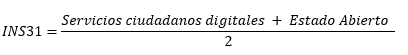 INS31 = Servicios ciudadanos digitales + Estado Abierto
2